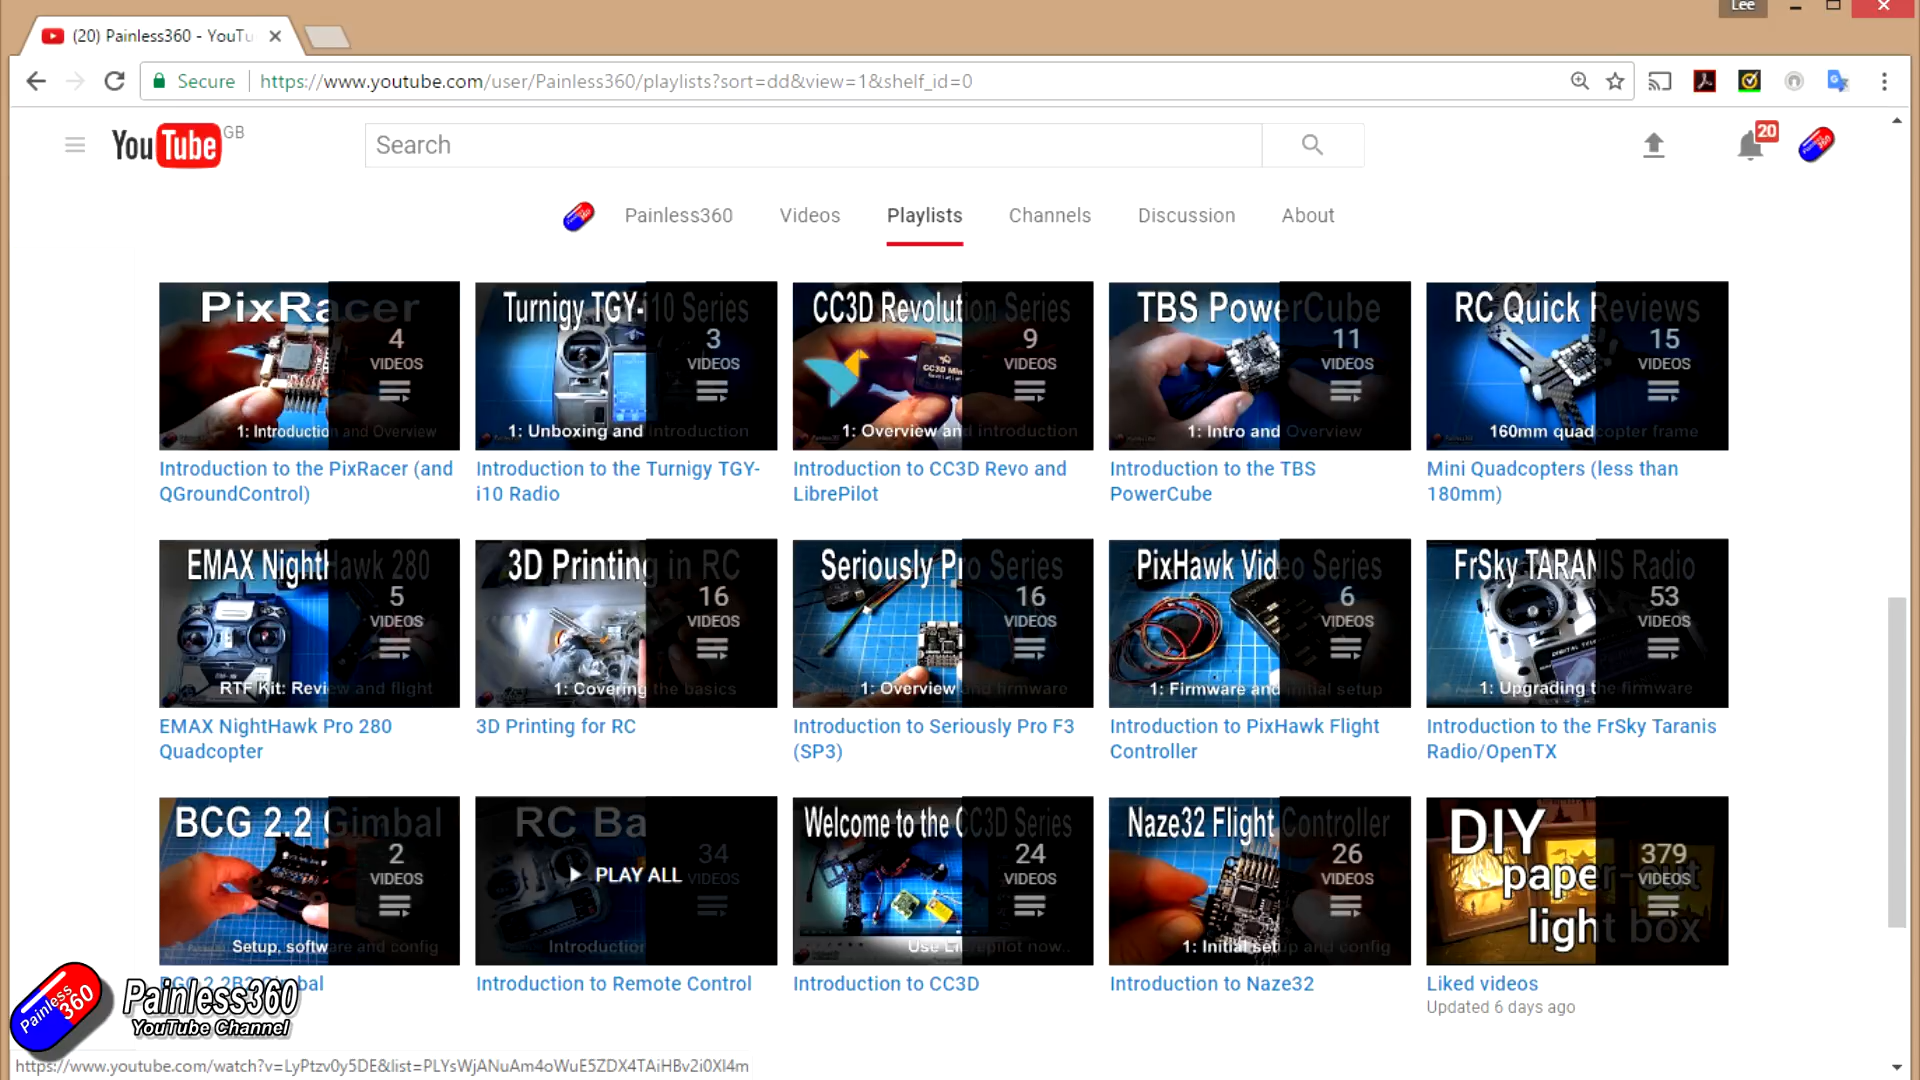 Lee
(20) Painless360 - YouTu
Secure
https://www.youtube.com/user/Painless360/playlists?sort=dd&view=1&shelf_id=0
YouTube GB
Search
20
Painless360
Videos
Playlists
Channels
Discussion
About
PixRacer
4
VIDEOS
1: Introduction and Overview
Introduction to the PixRacer (and
QGroundControl)
Turnigy TGY-i10 Series
3
VIDEOS
1: Unboxing and introduction
Introduction to the Turnigy TGY-
i10 Radio
CC3D Revolution Series
9
VIDEOS
1: Overview and introduction
Introduction to CC3D Revo and
LibrePilot
TBS PowerCube
11
VIDEOS
1: Intro and Overview
Introduction to the TBS
PowerCube
RC Quick Reviews
15
VIDEOS
160mm quadcopter frame
Mini Quadcopters (less than
180mm)
EMAX NightHawk 280
5
VIDEOS
RTF Kit: Review and flight
EMAX NightHawk Pro 280
Quadcopter
3D Printing in RC
16
VIDEOS
1: Covering the basics
3D Printing for RC
Seriously Pro Series
16
VIDEOS
1: Overview and firmware
Introduction to Seriously Pro F3
(SP3)
PixHawk Video Series
6
VIDEOS
1: Firmware and initial setup
Introduction to PixHawk Flight
Controller
FrSky TARANIS Radio
53
VIDEOS
1: Upgrading the firmware
Introduction to the FrSky Taranis
Radio/OpenTX
BCG 2.2 Gimbal
2
VIDEOS
Setup, software and config
BGC 2.2B2 Gimbal
RC Ba
34
VIDEOS
PLAY ALL
Introduction
Introduction to Remote Control
Welcome to the CC3D Series
24
VIDEOS
Use Librepilot now..
Introduction to CC3D
Naze32 Flight Controller
26
VIDEOS
1: Initial setup and config
Introduction to Naze32
DIY
paper-cut
light box
379
VIDEOS
Liked videos
Updated 6 days ago
Painless
360
Painless360
YouTube Channel
https://www.youtube.com/watch?v=LyPtzv0y5DE&list=PLYsWjANuAm4oWuE5ZDX4TAiHBv2i0Xl4m